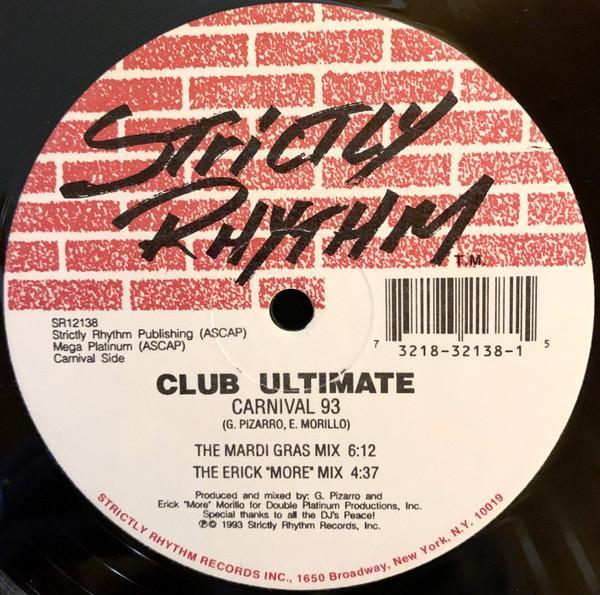 STRICTLY
RHYTHM
T.M.
SR12138
Strictly Rhythm Publishing (ASCAP)
Mega Platinum (ASCAP)
Carnival Side
7 3218-32138-1 5
CLUB ULTIMATE
CARNIVAL 93
(G. PIZARRO, E. MORILLO)
THE MARDI GRAS MIX 6:12
THE ERICK "MORE" MIX 4:37
Produced and mixed by: G. Pizarro and
Erick "More" Morillo for Double Platinum Productions, Inc.
Special thanks to all the DJ's Peace!
℗© 1993 Strictly Rhythm Records, Inc.
STRICTLY RHYTHM RECORDS INC., 1650 Broadway, New York, N.Y. 10019